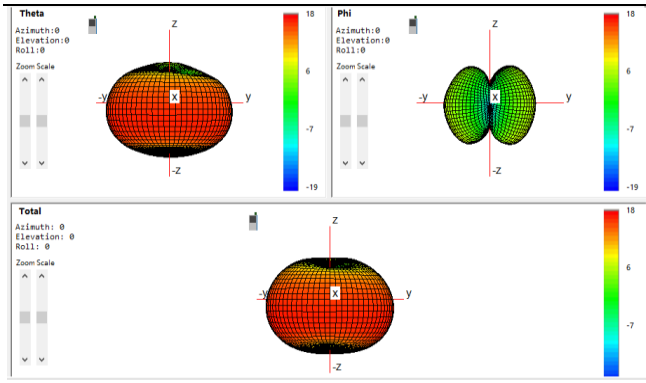 Theta
Azimuth:0
Elevation:0
Roll:0
Zoom Scale
z
-y
X
y
-z
18
6
-7
-19
Phi
Azimuth:0
Elevation:0
Roll:0
Zoom Scale
z
-y
X
y
-z
18
6
-7
-19
Total
Azimuth: 0
Elevation: 0
Roll: 0
Zoom Scale
z
-y
X
y
-z
18
6
-7